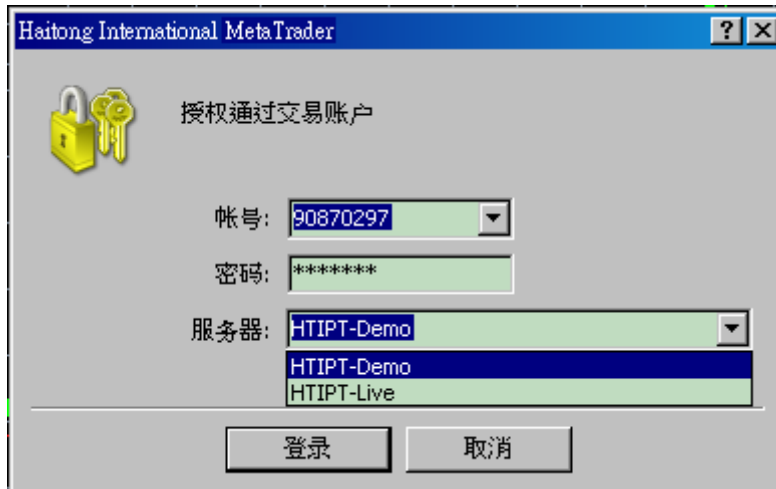 Haitong International MetaTrader
授权通过交易账户
帐号: 90870297
密码: *******
服务器: HTIPT-Demo
HTIPT-Demo
HTIPT-Live
登录 取消